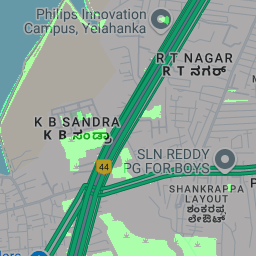 Philips Innovation
Campus, Yelahanka
R T NAGAR
R T ನಗರ್
K B SANDRA
K B ಸಂದ್ರಾ
44
SLN REDDY
PG FOR BOYS
SHANKRAPPA
LAYOUT
ಶಂಕರಪ್ಪ
ಲೇಔಟ್